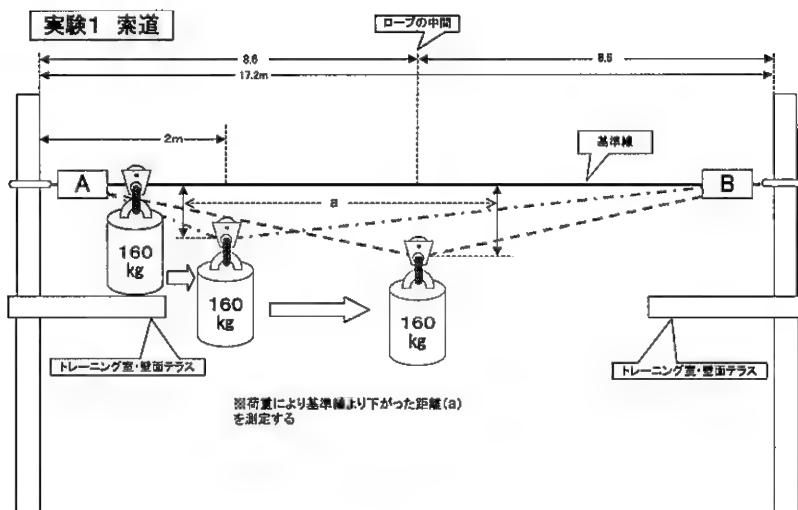 実験1 索道
ロープの中間
8.6
8.6
17.2m
2m
基準線
A
B
a
160
kg
160
kg
160
kg
トレーニング室・壁面テラス
トレーニング室・壁面テラス
※荷重により基準線より下がった距離(a)
を測定する